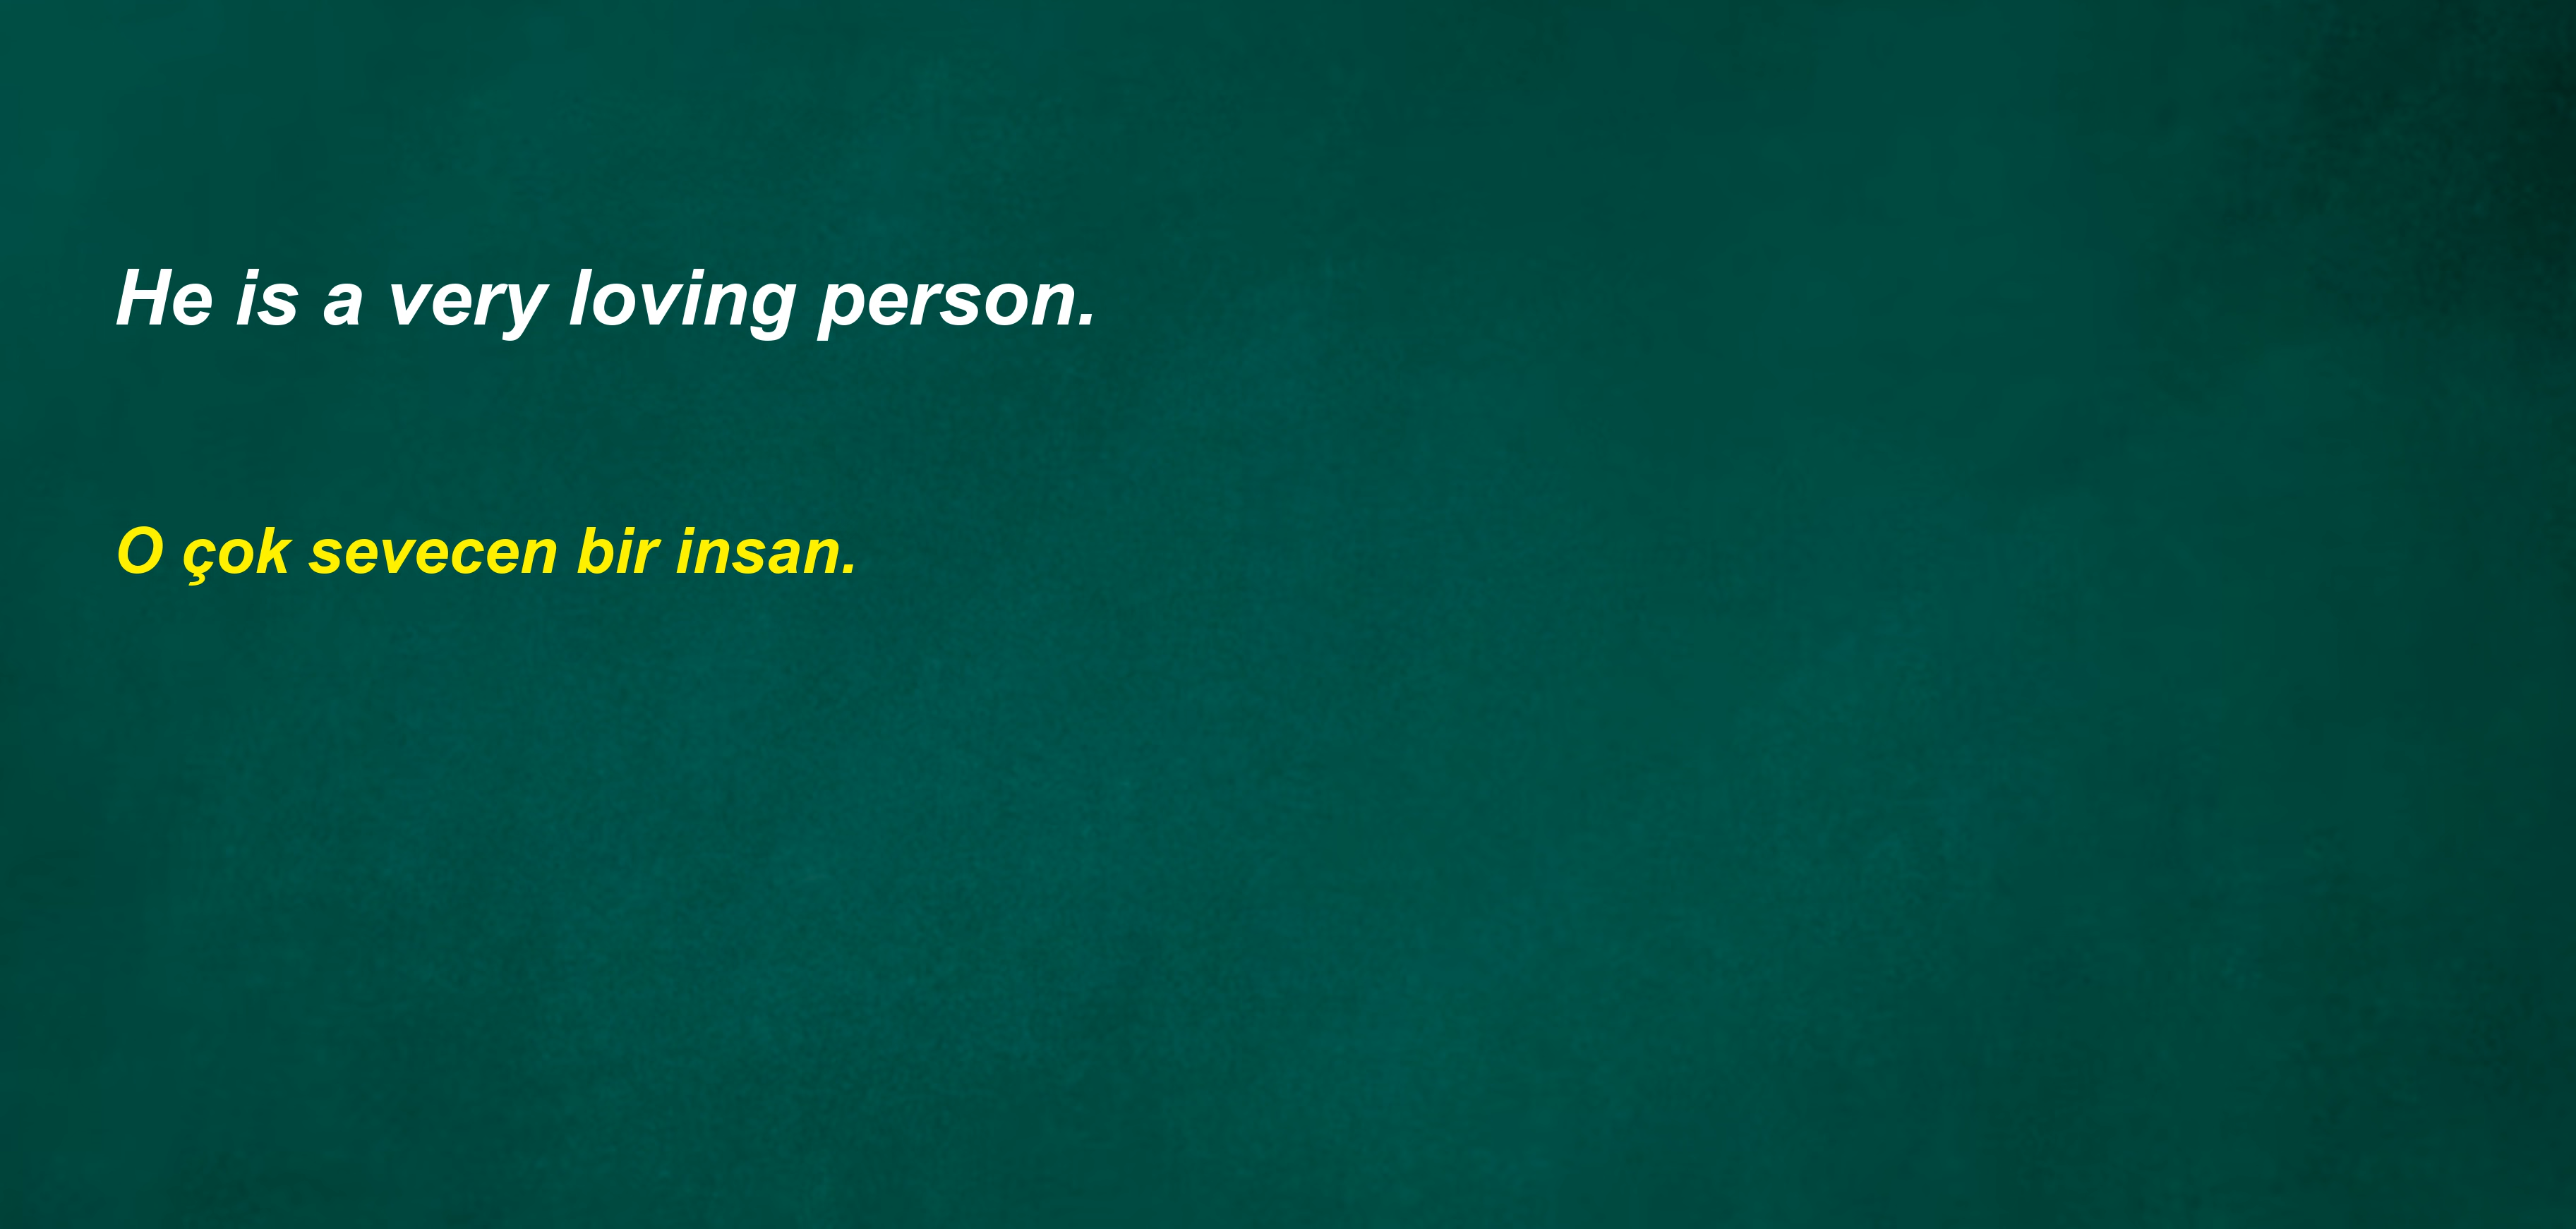 He is a very loving person.
O çok sevecen bir insan.